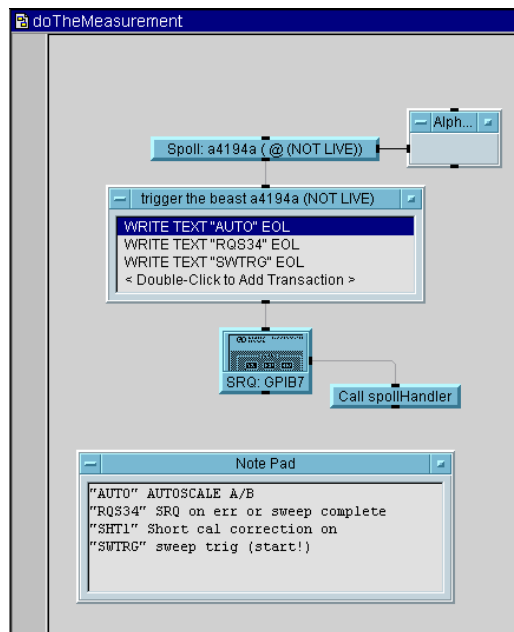 doTheMeasurement
Alph...
Spoll: a4194a ( @ (NOT LIVE))
trigger the beast a4194a (NOT LIVE)
WRITE TEXT "AUTO" EOL
WRITE TEXT "RQS34" EOL
WRITE TEXT "SWTRG" EOL
< Double-Click to Add Transaction >
SRQ: GPIB7
Call spollHandler
Note Pad
"AUTO" AUTOSCALE A/B
"RQS34" SRQ on err or sweep complete
"SHT1" Short cal correction on
"SWTRG" sweep trig (start!)